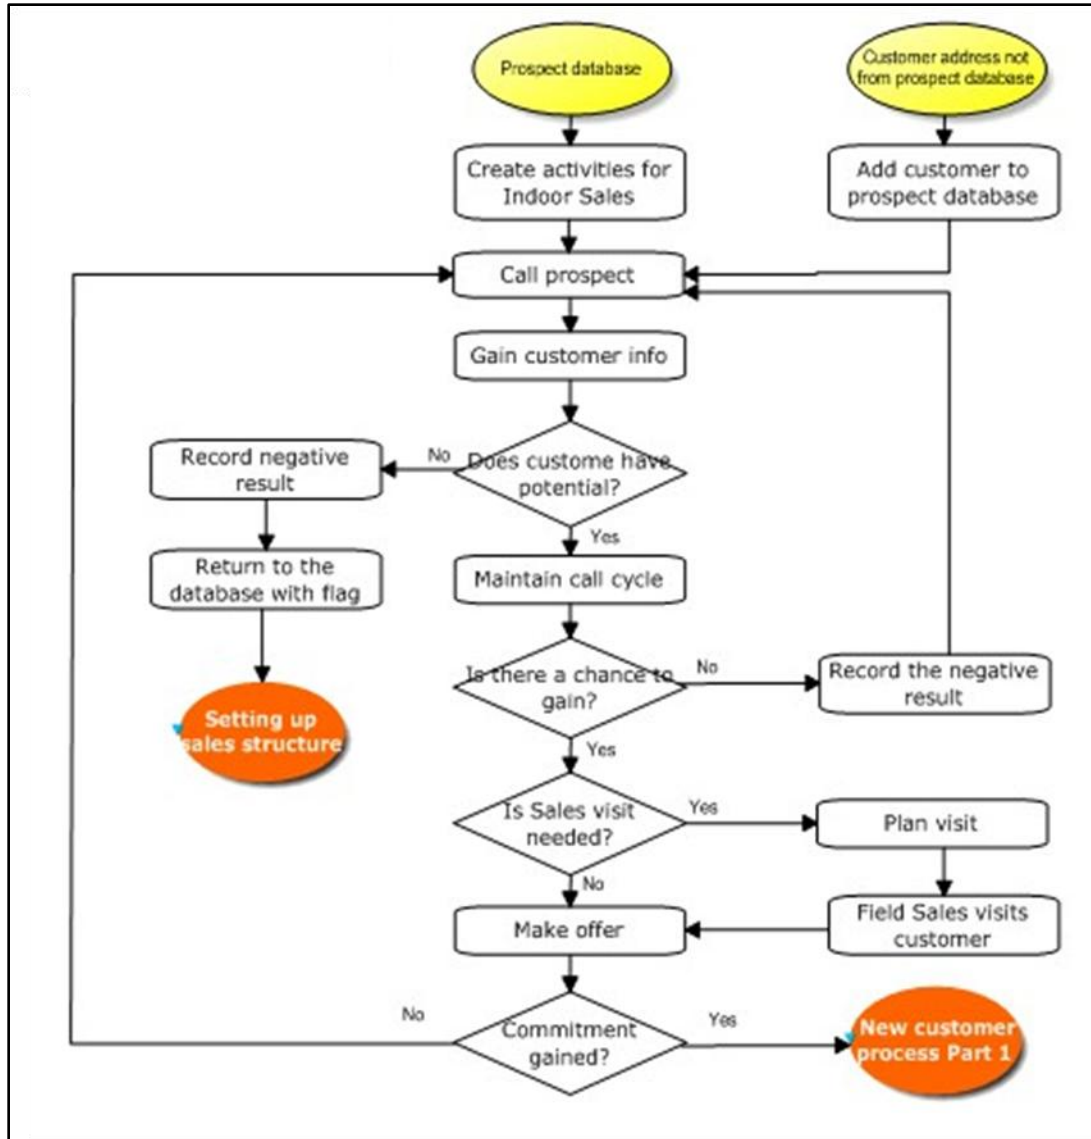 Prospect database
Customer address not
from prospect database
Create activities for
Indoor Sales
Add customer to
prospect database
Call prospect
Gain customer info
Does custome have
potential?
No
Record negative
result
Yes
Return to the
database with flag
Maintain call cycle
Is there a chance to
gain?
No
Record the negative
result
Setting up
sales structure
Yes
Is Sales visit
needed?
Yes
Plan visit
No
Make offer
Field Sales visits
customer
Commitment
gained?
No
Yes
New customer
process Part 1